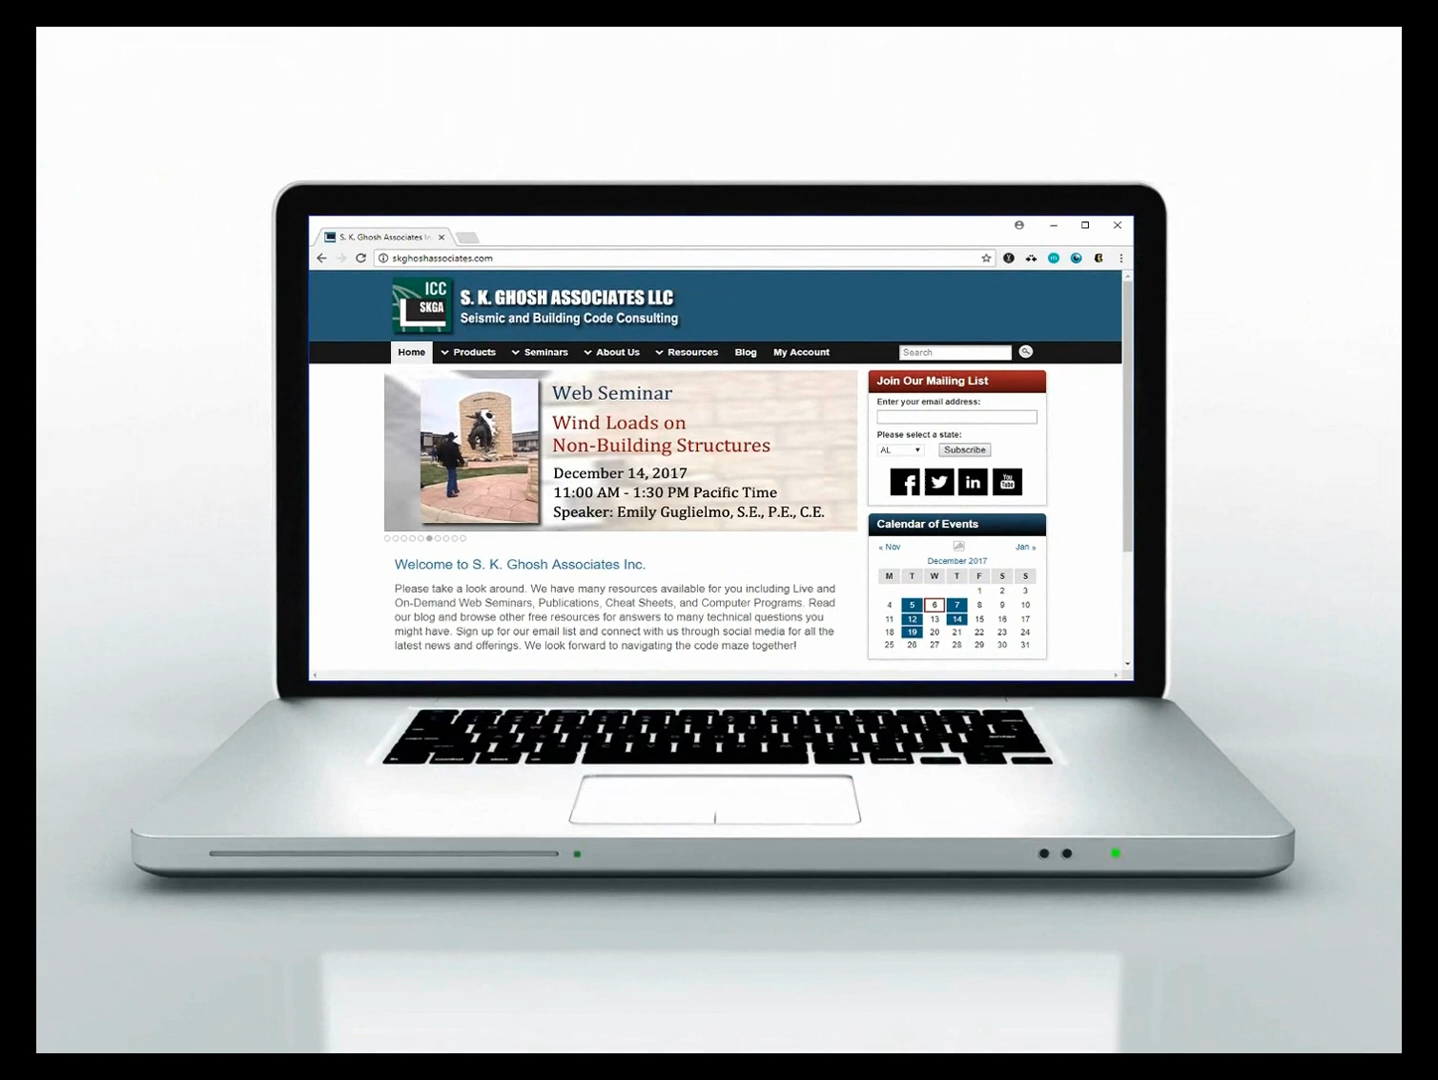 S. K. Ghosh Associates In
skghoshassociates.com
ICC
SKGA
S. K. GHOSH ASSOCIATES LLC
Seismic and Building Code Consulting
Home Products Seminars About Us Resources Blog My Account Search
Web Seminar
Wind Loads on
Non-Building Structures
December 14, 2017
11:00 AM - 1:30 PM Pacific Time
Speaker: Emily Guglielmo, S.E., P.E., C.E.
Welcome to S. K. Ghosh Associates Inc.
Please take a look around. We have many resources available for you including Live and
On-Demand Web Seminars, Publications, Cheat Sheets, and Computer Programs. Read
our blog and browse other free resources for answers to many technical questions you
might have. Sign up for our email list and connect with us through social media for all the
latest news and offerings. We look forward to navigating the code maze together!
Join Our Mailing List
Enter your email address:
Please select a state:
AL Subscribe
f in You Tube
Calendar of Events
« Nov Jan »
December 2017
M T W T F S S
1 2 3
4 5 6 7 8 9 10
11 12 13 14 15 16 17
18 19 20 21 22 23 24
25 26 27 28 29 30 31